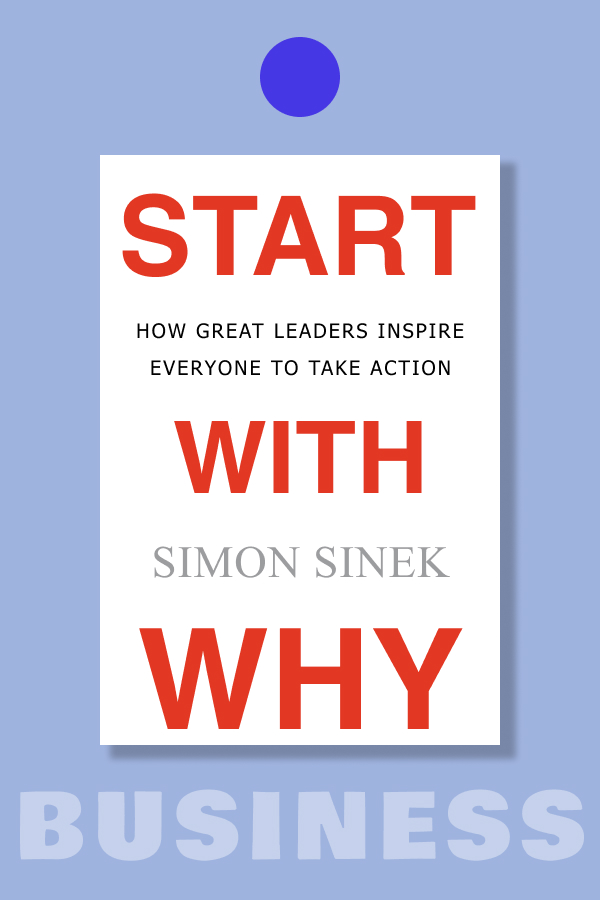 START
HOW GREAT LEADERS INSPIRE
EVERYONE TO TAKE ACTION
WITH
SIMON SINEK
WHY
BUSINESS